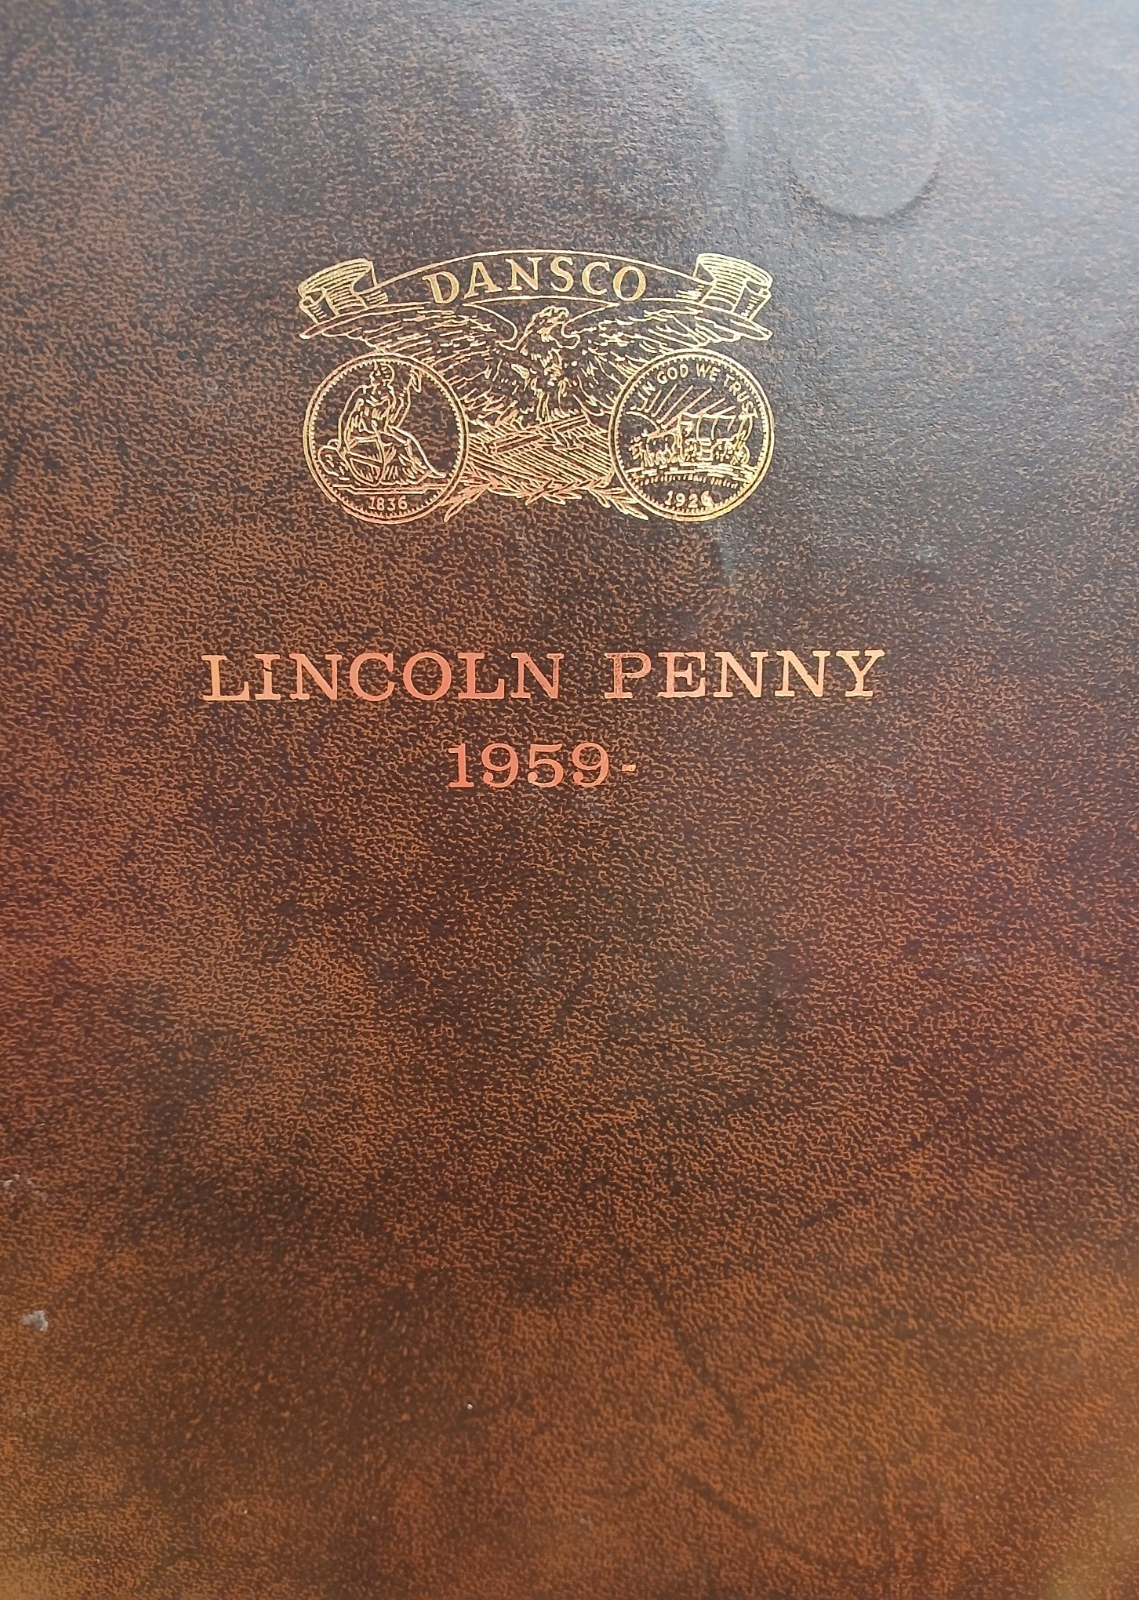 DANSCO
IN GOD WE TRUST
1836
1926
LINCOLN PENNY
1959-